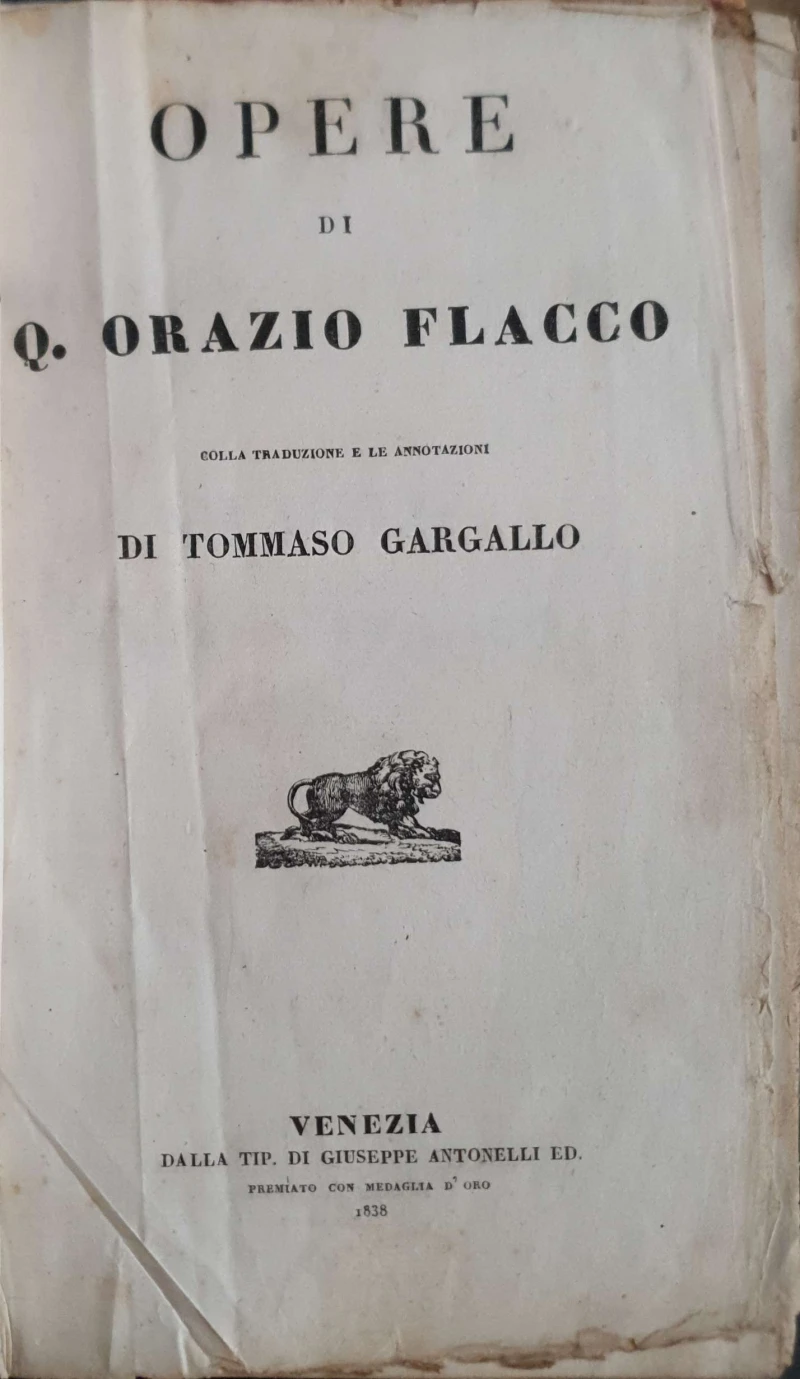 OPERE
DI
Q. ORAZIO FLACCO
COLLA TRADUZIONE E LE ANNOTAZIONI
DI TOMMASO GARGALLO
VENEZIA
DALLA TIP. DI GIUSEPPE ANTONELLI ED.
PREMIATO CON MEDAGLIA D' ORO
1838